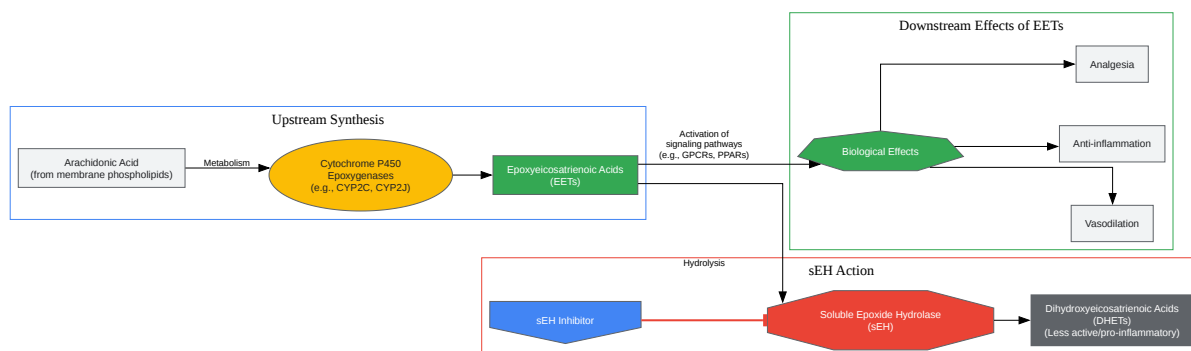 Downstream Effects of EETs
Analgesia
Upstream Synthesis
Arachidonic Acid
(from membrane phospholipids)
Metabolism
Cytochrome P450
Epoxygenases
(e.g., CYP2C, CYP2J)
Epoxyeicosatrienoic Acids
(EETs)
Activation of
signaling pathways
(e.g., GPCRs, PPARs)
Biological Effects
Anti-inflammation
Vasodilation
Hydrolysis
sEH Action
sEH Inhibitor
Soluble Epoxide Hydrolase
(sEH)
Dihydroxyeicosatrienoic Acids
(DHETs)
(Less active/pro-inflammatory)